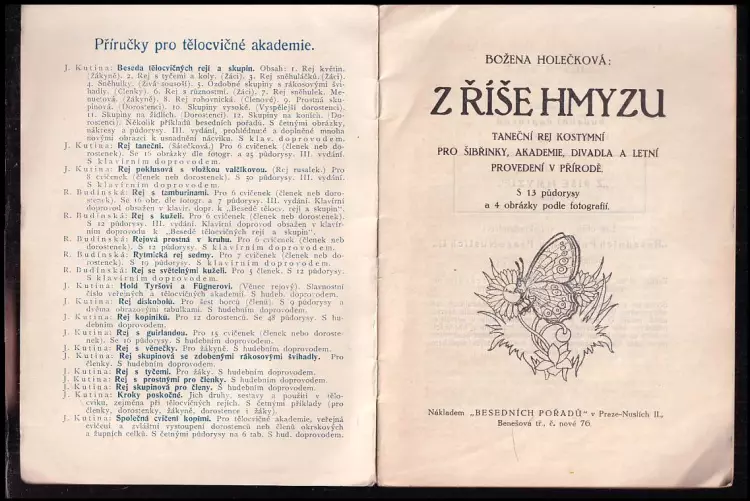 Příručky pro tělocvičné akademie.
J. Kutina: Beseda tělocvičných rejů a skupin. Obsah: 1. Rej květin.
(Žákyně). 2. Rej s tyčemi a koly. (Žáci). 3. Rej sněhuláčků. (Žáci).
4. Sněhulky. (živá sousoší). 5. Ozdobné skupiny s rákosovými švi-
hadly. (Členky). 6. Rej s různostmi. (Žáci). 7. Rej sněhulek. Me-
nuetová. (Žákyně). 8. Rej rohovnická. (Členové). 9. Prostná sku-
pinová. (Dorostenci). 10. Skupiny vysoké. (Vyspělejší dorostenci).
11. Skupiny na židlích. (Dorostenci). 12. Skupiny na koních. (Do-
rostenci). Několik příkladů besedních pořadů. S četnými obrázky,
nákresy a půdorysy. III. vydání, prohlédnuté a doplněné mnoha
novými obrazci k usnadnění nácviku. S klav. doprovodem.
J. Kutina: Rej taneční. (Šátečková.) Pro 6 cvičenek (členek neb do-
rostenek). Se 16 obrázky dle fotogr. a 25 půdorysy. III. vydání.
S klavírním doprovodem.
J. Kutina: Rej poklusová s vložkou valčíkovou. (Rej rusalek.) Pro
8 cvičenek (členek neb dorostenek). S 50 půdorysy. III. vydání.
S klavírním doprovodem.
R. Budínská: Rej s tamburinami. Pro 6 cvičenek (členek neb doro-
stenek). Se 16 obr. dle fotogr. a 7 půdorysy. III. vydání. Klavírní
doprovod obsažen v klavír. dopr. k „Besedě tělocv. rejů a skupin“.
R. Budínská: Rej s kuželi. Pro 6 cvičenek (členek neb dorostenek).
S 12 půdorysy. III. vydání. Klavírní doprovod obsažen v klavír-
ním doprovodu k „Besedě tělocvičných rejů a skupin“.
R. Budínská: Rejová prostná v kruhu. Pro 6 cvičenek (členek neb
dorostenek). S 12 půdorysy. S klavírním doprovodem.
R. Budínská: Rytmická rej sedmy. Pro 7 cvičenek (členek neb do-
rostenek). S 19 půdorysy. S klavírním doprovodem.
R. Budínská: Rej se světelnými kuželi. Pro 5 členek. S 12 půdorysy.
S klavírním doprovodem.
J. Kutina: Hold Tyršovi a Fügnerovi. (Věnec rejový). Slavnostní
číslo veřejných a tělocvičných akademií. S hudeb. doprovodem.
J. Kutina: Rej diskobolů. Pro šest borců (členů). S 9 půdorysy a
dvěma obrazovými tabulkami. S hudebním doprovodem.
J. Kutina: Rej kopiníků. Pro 12 dorostenců. Se 48 půdorysy. S hu-
debním doprovodem.
J. Kutina: Rej s guirlandou. Pro 15 cvičenek (členek nebo doroste-
nek). Se 16 půdorysy. S hudebním doprovodem.
J. Kutina: Rej s věnečky. Pro žákyně. S hudebním doprovodem.
J. Kutina: Rej skupinová se zdobenými rákosovými švihadly. Pro
členky. S hudebním doprovodem.
J. Kutina: Rej s tyčemi. Pro žáky. S hudebním doprovodem.
J. Kutina: Rej s prostnými pro členky. S hudebním doprovodem.
J. Kutina: Rej skupinová pro členy. S hudebním doprovodem.
J. Kutina: Kroky poskočné. Jich druhy, sestavy a použití v tělo-
cviku, zejména při tělocvičných rejích. S četnými příklady (pro
členky, dorostenky, žákyně, dorostence i žáky).
J. Kutina: Společná cvičení kopími. Pro tělocvičné akademie, veřejná
cvičení a zvláštní vystoupení dorostenců neb členů okrskových
a župních celků. S četnými půdorysy na 6 tab. S hud. doprovodem.
BOŽENA HOLEČKOVÁ:
Z ŘÍŠE HMYZU
TANEČNÍ REJ KOSTYMNÍ
PRO ŠIBŘINKY, AKADEMIE, DIVADLA A LETNÍ
PROVEDENÍ V PŘÍRODĚ.
S 13 půdorysy
a 4 obrázky podle fotografií.
Nákladem „BESEDNÍCH POŘADŮ“ v Praze-Nuslích II.,
Benešova tř., č. nové 76.